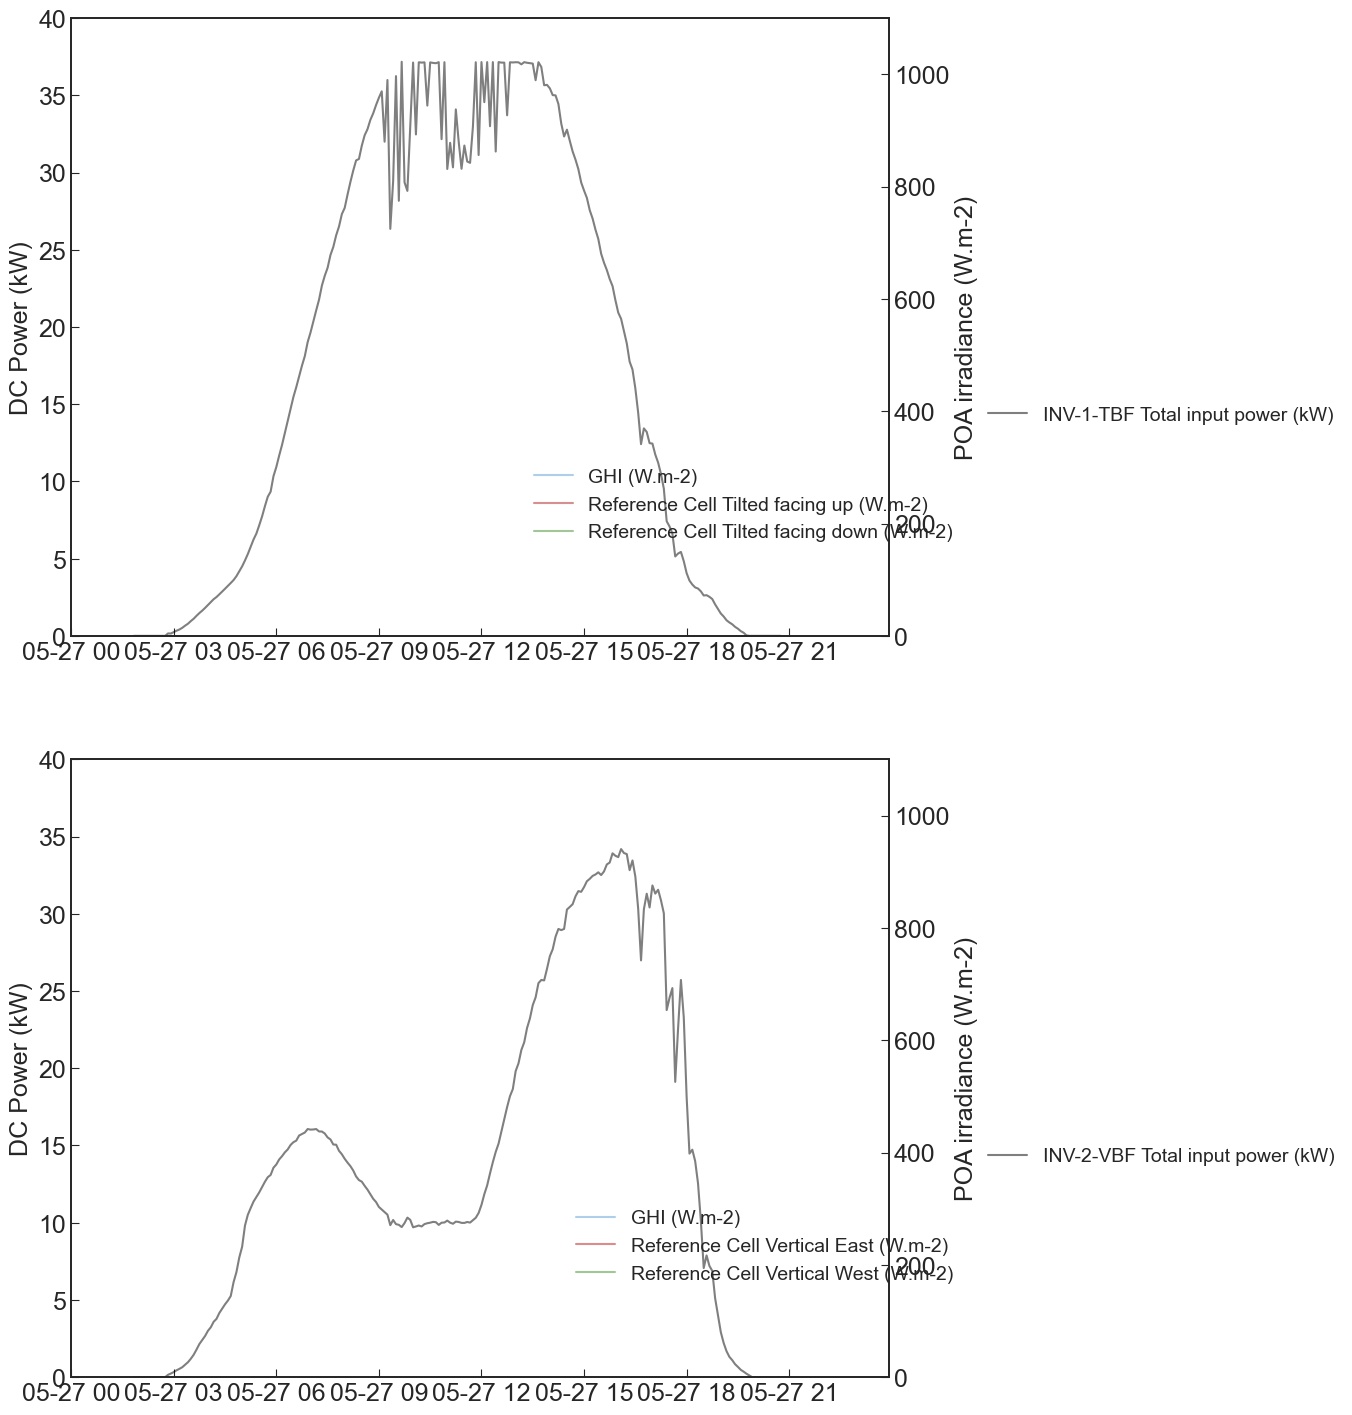 40
35
30
25
20
15
10
5
0
DC Power (kW)
1000
800
600
400
200
0
POA irradiance (W.m-2)
INV-1-TBF Total input power (kW)
GHI (W.m-2)
Reference Cell Tilted facing up (W.m-2)
Reference Cell Tilted facing down (W.m-2)
05-27 00 05-27 03 05-27 06 05-27 09 05-27 12 05-27 15 05-27 18 05-27 21
40
35
30
25
20
15
10
5
0
DC Power (kW)
1000
800
600
400
200
0
POA irradiance (W.m-2)
INV-2-VBF Total input power (kW)
GHI (W.m-2)
Reference Cell Vertical East (W.m-2)
Reference Cell Vertical West (W.m-2)
05-27 00 05-27 03 05-27 06 05-27 09 05-27 12 05-27 15 05-27 18 05-27 21